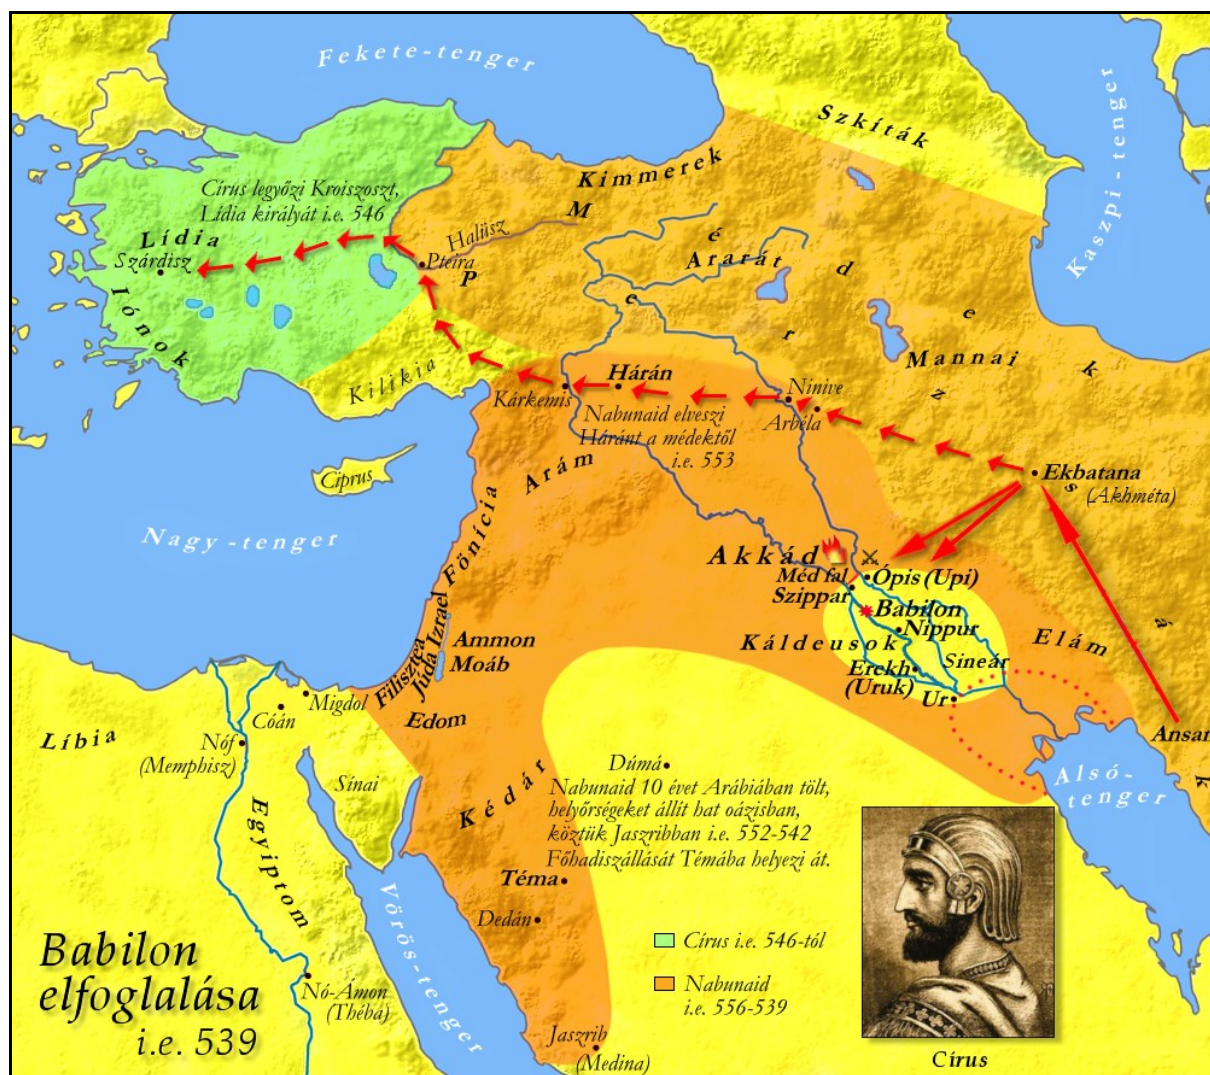 Fekete-tenger
Kaszpi-tenger
Szkíták
Kimmerek
Médek
Círus legyőzi Kroiszoszt,
Lídia királyát i.e. 546
Lídia
Szárdisz
Iónok
Halüsz
Pteira
Perzsák
Ararát
Mannai
Kilikia
Kárkemis
Hárán
Nabunaid elveszi
Háránt a médektől
i.e. 553
Ninive
Arbéla
Ekbatana
(Akhméta)
Ciprus
Arám
Nagy-tenger
Fönícia
Akkád
Méd fal
Szippar
Ópis (Upi)
Babilon
Nippur
Káldeusok
Erekh
(Uruk)
Sineár
Elám
Ur
Ansan
Izrael
Júda
Filisztea
Ammon
Moáb
Edom
Migdol
Cóán
Líbia
Nóf
(Memphisz)
Sínai
Egyiptom
Kédár
Dúmá
Nabunaid 10 évet Arábiában tölt,
helyőrségeket állít hat oázisban,
köztük Jaszribban i.e. 552-542
Főhadiszállását Témába helyezi át.
Alsó-
tenger
Téma
Dedán
Vörös-tenger
Nó-Ámon
(Théba)
Jaszrib
(Medina)
Babilon
elfoglalása
i.e. 539
Círus i.e. 546-tól
Nabunaid
i.e. 556-539
Círus